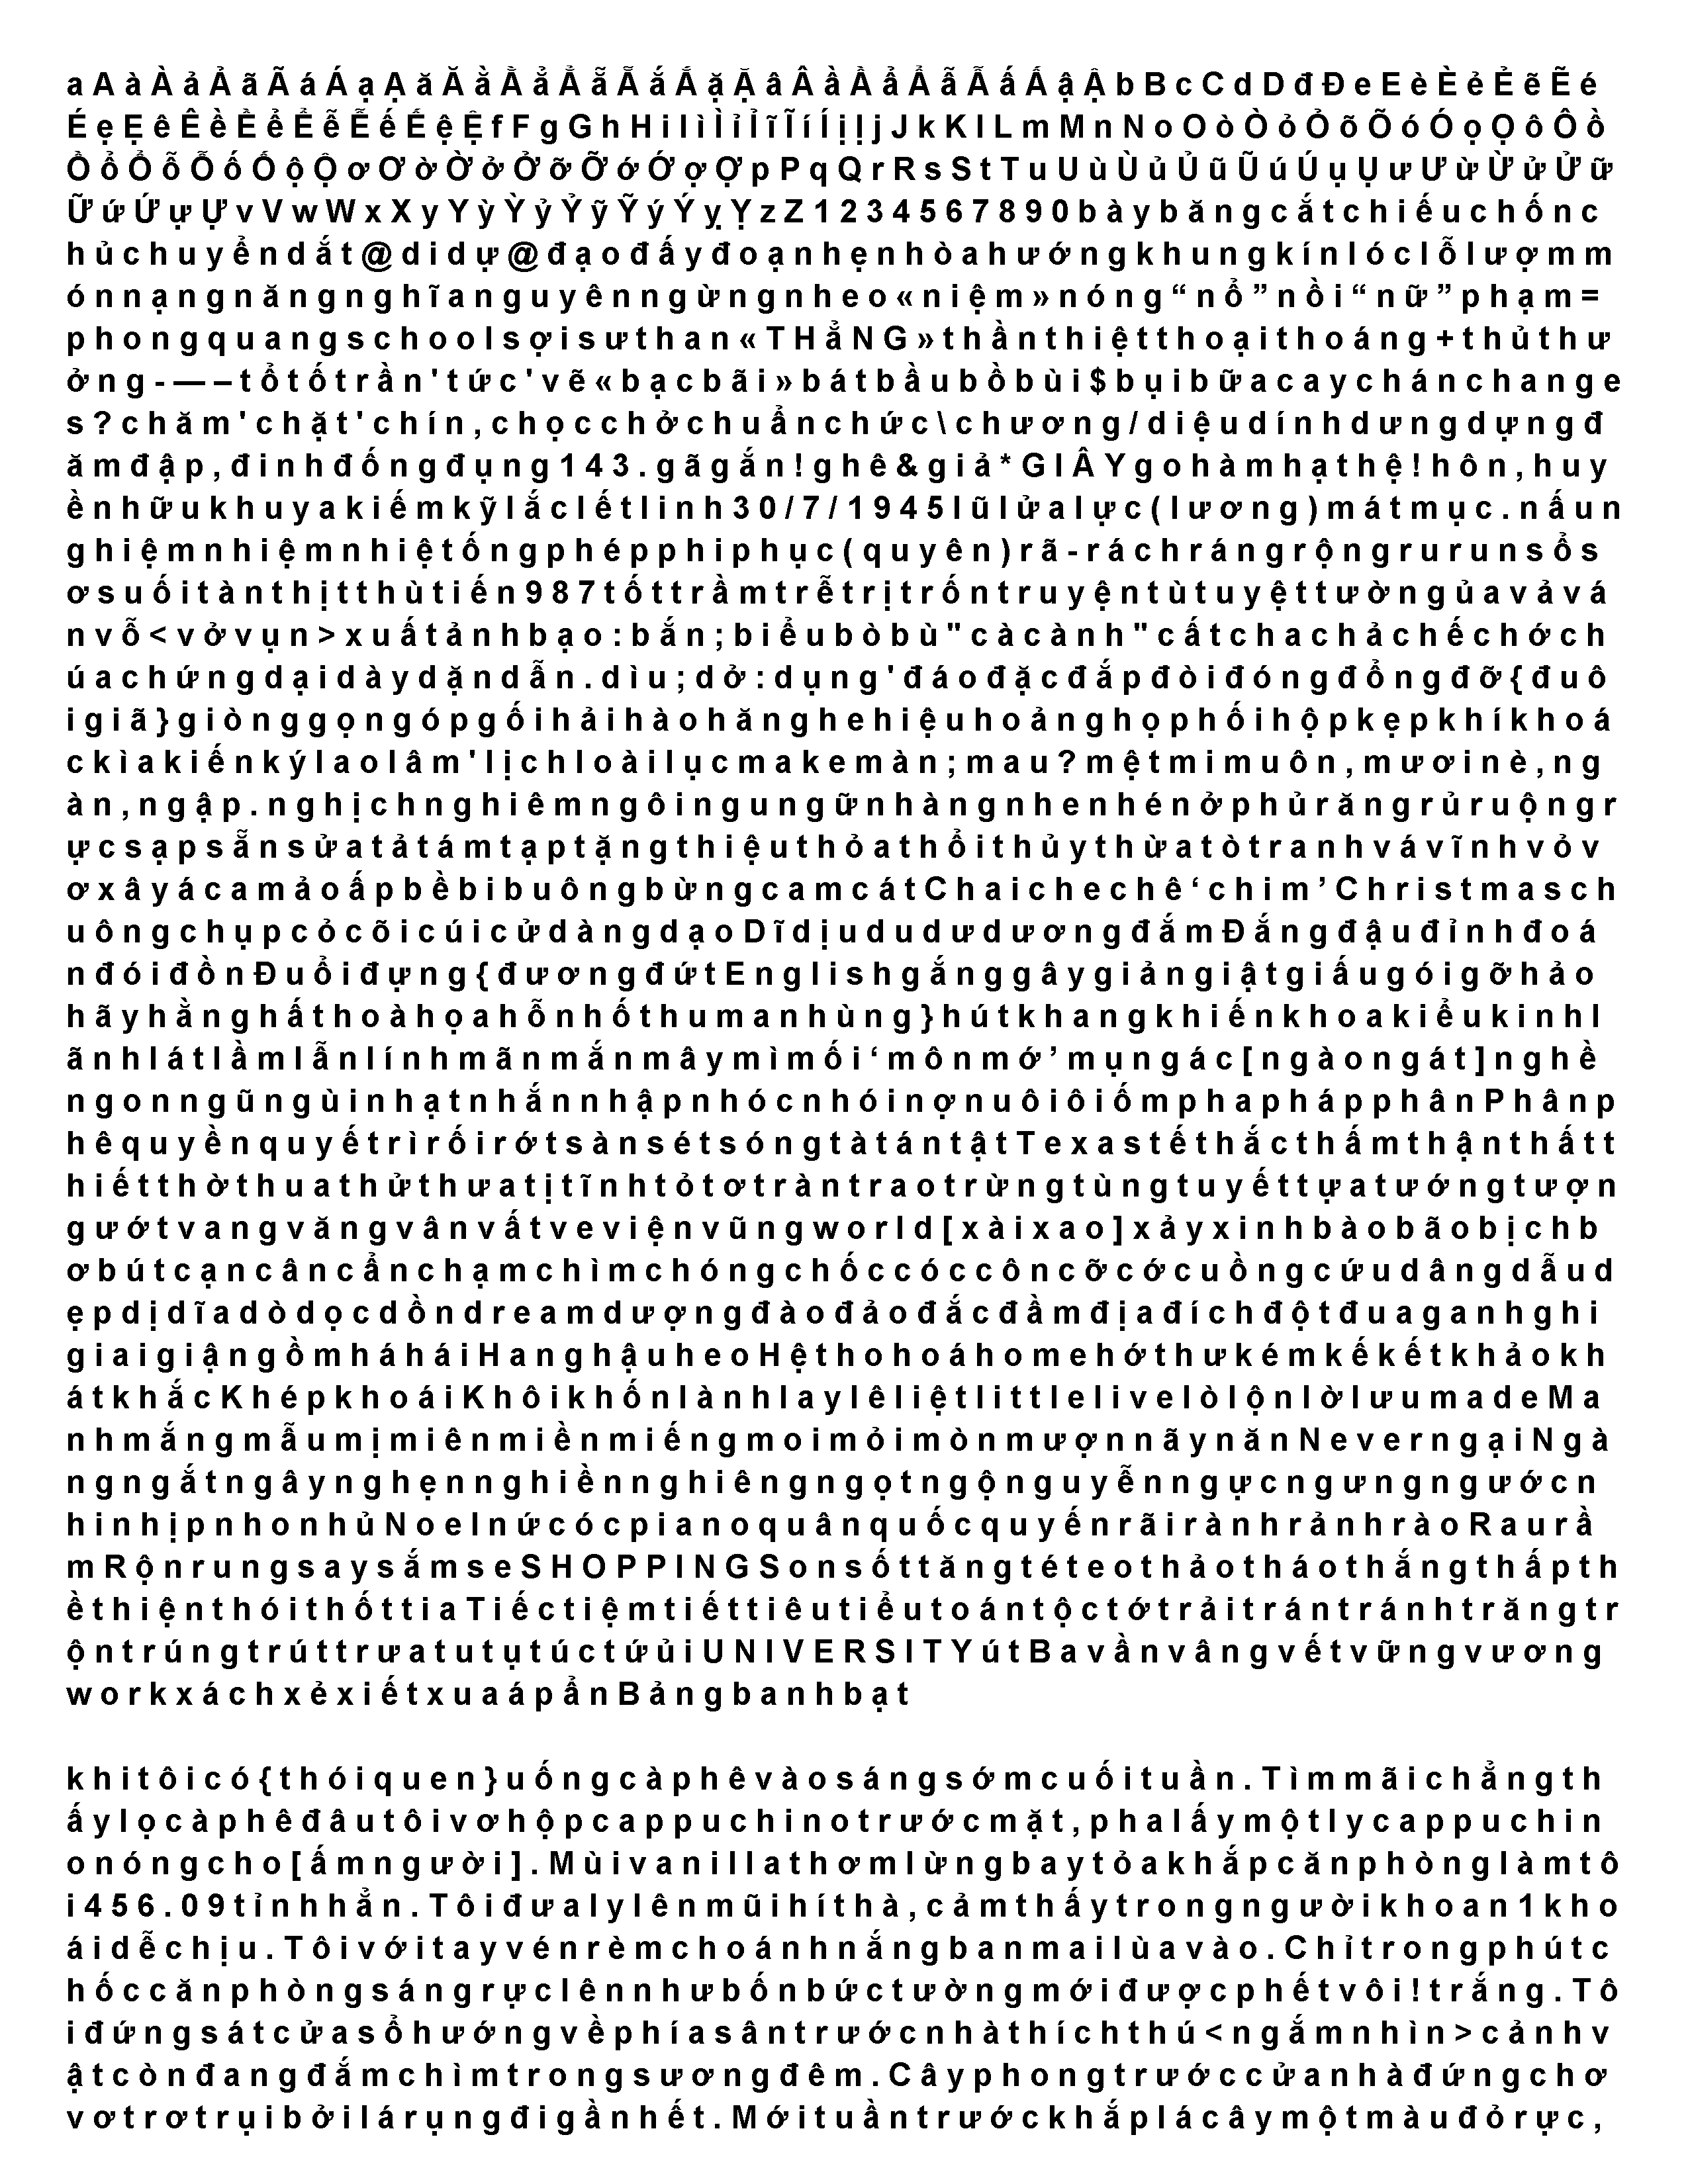 a A à À ả Ả ã Ã á Á ạ Ạ ă Ă ằ Ằ ẳ Ẳ ẵ Ẵ ắ Ắ ặ Ặ â Â ầ Ầ ẩ Ẩ ẫ Ẫ ấ Ấ ậ Ậ b B c C d D đ Đ e E è È ẻ Ẻ ẽ Ẽ é
É ẹ Ẹ ê Ê ề Ề ể Ể ễ Ễ ế Ế ệ Ệ f F g G h H i I ì Ì ỉ Ỉ ĩ Ĩ í Í ị Ị j J k K l L m M n N o O ò Ò ỏ Ỏ õ Õ ó Ó ọ Ọ ô Ô ồ
Ồ ổ Ổ ỗ Ỗ ố Ố ộ Ộ ơ Ơ ờ Ờ ở Ở ỡ Ỡ ớ Ớ ợ Ợ p P q Q r R s S t T u U ù Ù ủ Ủ ũ Ũ ú Ú ụ Ụ ư Ư ừ Ừ ử Ử ữ
Ữ ứ Ứ ự Ự v V w W x X y Y ỳ Ỳ ỷ Ỷ ỹ Ỹ ý Ý ỵ Ỵ z Z 1 2 3 4 5 6 7 8 9 0 b à y b ă n g c ắ t c h i ế u c h ố n c
h ủ c h u y ể n d ắ t @ d i d ự @ đ ạ o đ ấ y đ o ạ n h ẹ n h ò a h ư ớ n g k h u n g k í n l ó c l ỗ l ư ợ m m
ó n n ạ n g n ă n g n g h ĩ a n g u y ê n n g ừ n g n h e o « n i ệ m » n ó n g “ n ổ ” n ồ i “ n ữ ” p h ạ m =
p h o n g q u a n g s c h o o l s ợ i s ư t h a n « T H Ẳ N G » t h ầ n t h i ệ t t h o ạ i t h o á n g + t h ủ t h ư
ở n g - — – t ổ t ố t r ầ n ' t ứ c ' v ẽ « b ạ c b ã i » b á t b ầ u b ồ b ù i $ b ụ i b ữ a c a y c h á n c h a n g e
s ? c h ă m ' c h ặ t ' c h í n , c h ọ c c h ở c h u ẩ n c h ứ c \ c h ư ơ n g / d i ệ u d í n h d ư n g d ự n g đ
ă m đ ậ p , đ i n h đ ố n g đ ụ n g 1 4 3 . g ã g ắ n ! g h ê & g i ả * G I Â Y g o h à m h ạ t h ệ ! h ô n , h u y
ề n h ữ u k h u y a k i ế m k ỹ l ắ c l ế t l i n h 3 0 / 7 / 1 9 4 5 l ũ l ử a l ự c ( l ư ơ n g ) m á t m ụ c . n ấ u n
g h i ệ m n h i ệ m n h i ệ t ố n g p h é p p h i p h ụ c ( q u y ê n ) r ã - r á c h r á n g r ộ n g r u r u n s ổ s
ơ s u ố i t à n t h ị t t h ù t i ế n 9 8 7 t ố t t r ầ m t r ễ t r ị t r ố n t r u y ệ n t ù t u y ệ t t ư ờ n g ủ a v ả v á
n v ỗ < v ở v ụ n > x u ấ t ả n h b ạ o : b ắ n ; b i ể u b ò b ù " c à c à n h " c ấ t c h a c h ả c h ế c h ớ c h
ú a c h ứ n g d ạ i d à y d ặ n d ẫ n . d ì u ; d ở : d ụ n g ' đ á o đ ặ c đ ắ p đ ò i đ ó n g đ ổ n g đ ỡ { đ u ô
i g i ã } g i ò n g g ọ n g ó p g ố i h ả i h à o h ă n g h e h i ệ u h o ả n g h ọ p h ố i h ộ p k ẹ p k h í k h o á
c k ì a k i ế n k ý l a o l â m ' l ị c h l o à i l ụ c m a k e m à n ; m a u ? m ệ t m i m u ô n , m ư ơ i n è , n g
à n , n g ậ p . n g h ị c h n g h i ê m n g ô i n g u n g ữ n h à n g n h e n h é n ở p h ủ r ă n g r ủ r u ộ n g r
ự c s ạ p s ẵ n s ử a t ả t á m t ạ p t ặ n g t h i ệ u t h ỏ a t h ổ i t h ủ y t h ừ a t ò t r a n h v á v ĩ n h v ỏ v
ơ x â y á c a m ả o ấ p b ề b i b u ô n g b ừ n g c a m c á t C h a i c h e c h ê ‘ c h i m ’ C h r i s t m a s c h
u ô n g c h ụ p c ỏ c õ i c ú i c ử d à n g d ạ o D ĩ d ị u d u d ư d ư ơ n g đ ắ m Đ ắ n g đ ậ u đ ỉ n h đ o á
n đ ó i đ ồ n Đ u ổ i đ ự n g { đ ư ơ n g đ ứ t E n g l i s h g ắ n g g â y g i ả n g i ậ t g i ấ u g ó i g ỡ h ả o
h ã y h ằ n g h ấ t h o à h ọ a h ỗ n h ố t h u m a n h ù n g } h ú t k h a n g k h i ế n k h o a k i ể u k i n h l
ã n h l á t l ầ m l ẫ n l í n h m ã n m ắ n m â y m ì m ố i ‘ m ô n m ớ ’ m ụ n g á c [ n g à o n g á t ] n g h ề
n g o n n g ũ n g ù i n h ạ t n h ắ n n h ậ p n h ó c n h ó i n ợ n u ô i ô i ố m p h a p h á p p h â n P h â n p
h ê q u y ề n q u y ế t r ì r ố i r ớ t s à n s é t s ó n g t à t á n t ậ t T e x a s t ế t h ắ c t h ấ m t h ậ n t h ấ t t
h i ế t t h ờ t h u a t h ử t h ư a t ị t ĩ n h t ỏ t ơ t r à n t r a o t r ừ n g t ù n g t u y ế t t ự a t ư ớ n g t ư ợ n
g ư ớ t v a n g v ă n g v â n v ấ t v e v i ệ n v ũ n g w o r l d [ x à i x a o ] x ả y x i n h b à o b ã o b ị c h b
ơ b ú t c ạ n c â n c ẩ n c h ạ m c h ì m c h ó n g c h ố c c ó c c ô n c ỡ c ớ c u ồ n g c ứ u d â n g d ẫ u d
ẹ p d ị d ĩ a d ò d ọ c d ồ n d r e a m d ư ợ n g đ à o đ ả o đ ắ c đ ầ m đ ị a đ í c h đ ộ t đ u a g a n h g h i
g i a i g i ậ n g ồ m h á h á i H a n g h ậ u h e o H ệ t h o h o á h o m e h ớ t h ư k é m k ế k ế t k h ả o k h
á t k h ắ c K h é p k h o á i K h ô i k h ố n l à n h l a y l ê l i ệ t l i t t l e l i v e l ò l ộ n l ờ l ư u m a d e M a
n h m ắ n g m ẫ u m ị m i ê n m i ề n m i ế n g m o i m ỏ i m ò n m ư ợ n n ã y n ă n N e v e r n g ạ i N g à
n g n g ắ t n g â y n g h ẹ n n g h i ề n n g h i ê n g n g ọ t n g ộ n g u y ễ n n g ự c n g ư n g n g ư ớ c n
h i n h ị p n h o n h ủ N o e l n ứ c ó c p i a n o q u â n q u ố c q u y ế n r ã i r à n h r ả n h r à o R a u r ầ
m R ộ n r u n g s a y s ắ m s e S H O P P I N G S o n s ố t t ă n g t é t e o t h ả o t h á o t h ắ n g t h ấ p t h
ề t h i ệ n t h ó i t h ố t t i a T i ế c t i ệ m t i ế t t i ê u t i ể u t o á n t ộ c t ớ t r ả i t r á n t r á n h t r ă n g t r
ộ n t r ú n g t r ú t t r ư a t u t ụ t ú c t ứ ủ i U N I V E R S I T Y ú t B a v ầ n v â n g v ế t v ữ n g v ư ơ n g
w o r k x á c h x ẻ x i ế t x u a á p ẩ n B ả n g b a n h b ạ t
k h i t ô i c ó { t h ó i q u e n } u ố n g c à p h ê v à o s á n g s ớ m c u ố i t u ầ n . T ì m m ã i c h ẳ n g t h
ấ y l ọ c à p h ê đ â u t ô i v ơ h ộ p c a p p u c h i n o t r ư ớ c m ặ t , p h a l ấ y m ộ t l y c a p p u c h i n
o n ó n g c h o [ ấ m n g ư ờ i ] . M ù i v a n i l l a t h ơ m l ừ n g b a y t ỏ a k h ắ p c ă n p h ò n g l à m t ô
i 4 5 6 . 0 9 t ỉ n h h ẳ n . T ô i đ ư a l y l ê n m ũ i h í t h à , c ả m t h ấ y t r o n g n g ư ờ i k h o a n 1 k h o
á i d ễ c h ị u . T ô i v ớ i t a y v é n r è m c h o á n h n ắ n g b a n m a i l ù a v à o . C h ỉ t r o n g p h ú t c
h ố c c ă n p h ò n g s á n g r ự c l ê n n h ư b ố n b ứ c t ư ờ n g m ớ i đ ư ợ c p h ế t v ô i ! t r ắ n g . T ô
i đ ứ n g s á t c ử a s ổ h ư ớ n g v ề p h í a s â n t r ư ớ c n h à t h í c h t h ú < n g ắ m n h ì n > c ả n h v
ậ t c ò n đ a n g đ ắ m c h ì m t r o n g s ư ơ n g đ ê m . C â y p h o n g t r ư ớ c c ử a n h à đ ứ n g c h ơ
v ơ t r ơ t r ụ i b ở i l á r ụ n g đ i g ầ n h ế t . M ớ i t u ầ n t r ư ớ c k h ắ p l á c â y m ộ t m à u đ ỏ r ự c ,